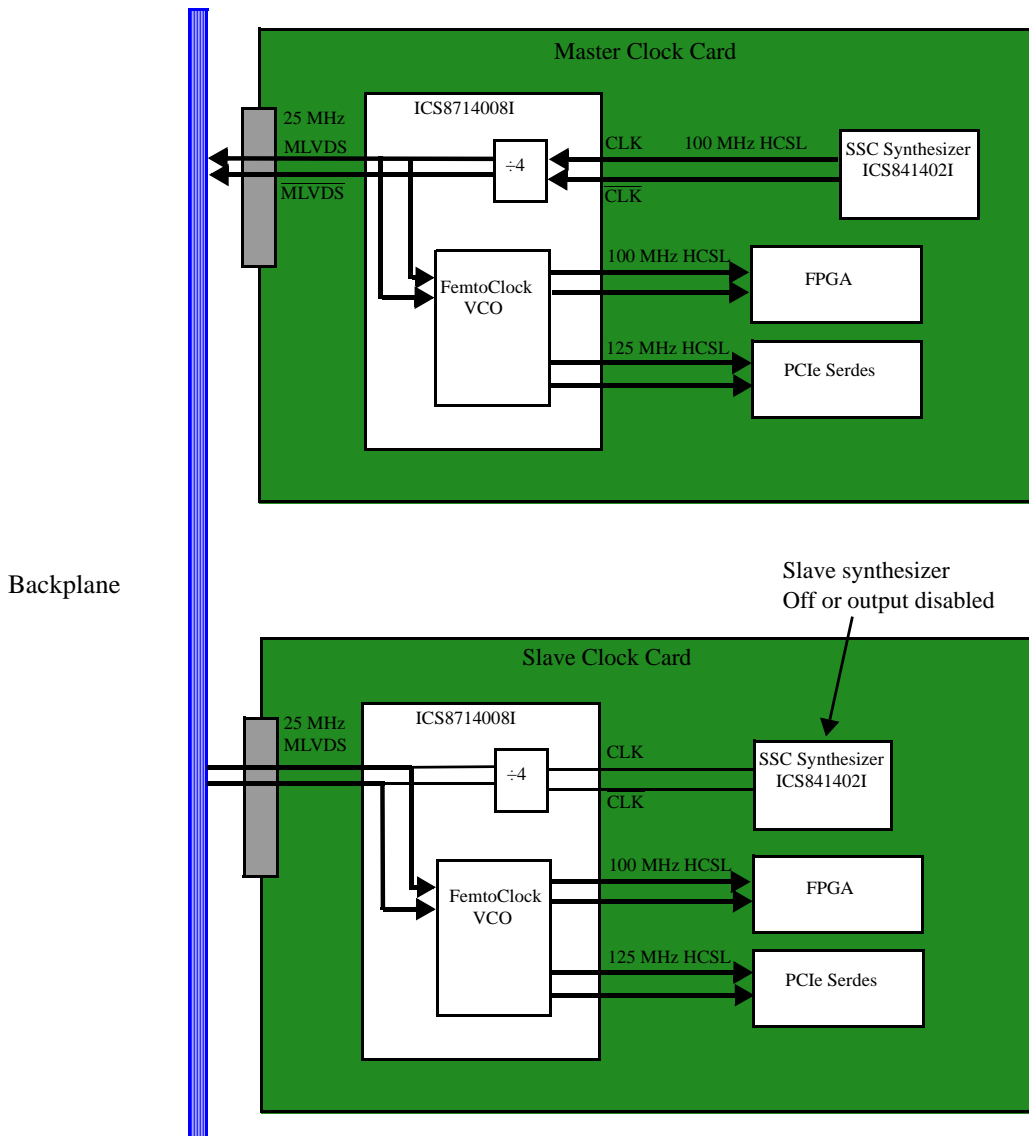 Master Clock Card
ICS8714008I
25 MHz
MLVDS
MLVDS
÷4
CLK
100 MHz HCSL
CLK
SSC Synthesizer
ICS841402I
FemtoClock
VCO
100 MHz HCSL
FPGA
125 MHz HCSL
PCIe Serdes
Backplane
Slave synthesizer
Off or output disabled
Slave Clock Card
ICS8714008I
25 MHz
MLVDS
÷4
CLK
CLK
SSC Synthesizer
ICS841402I
FemtoClock
VCO
100 MHz HCSL
FPGA
125 MHz HCSL
PCIe Serdes